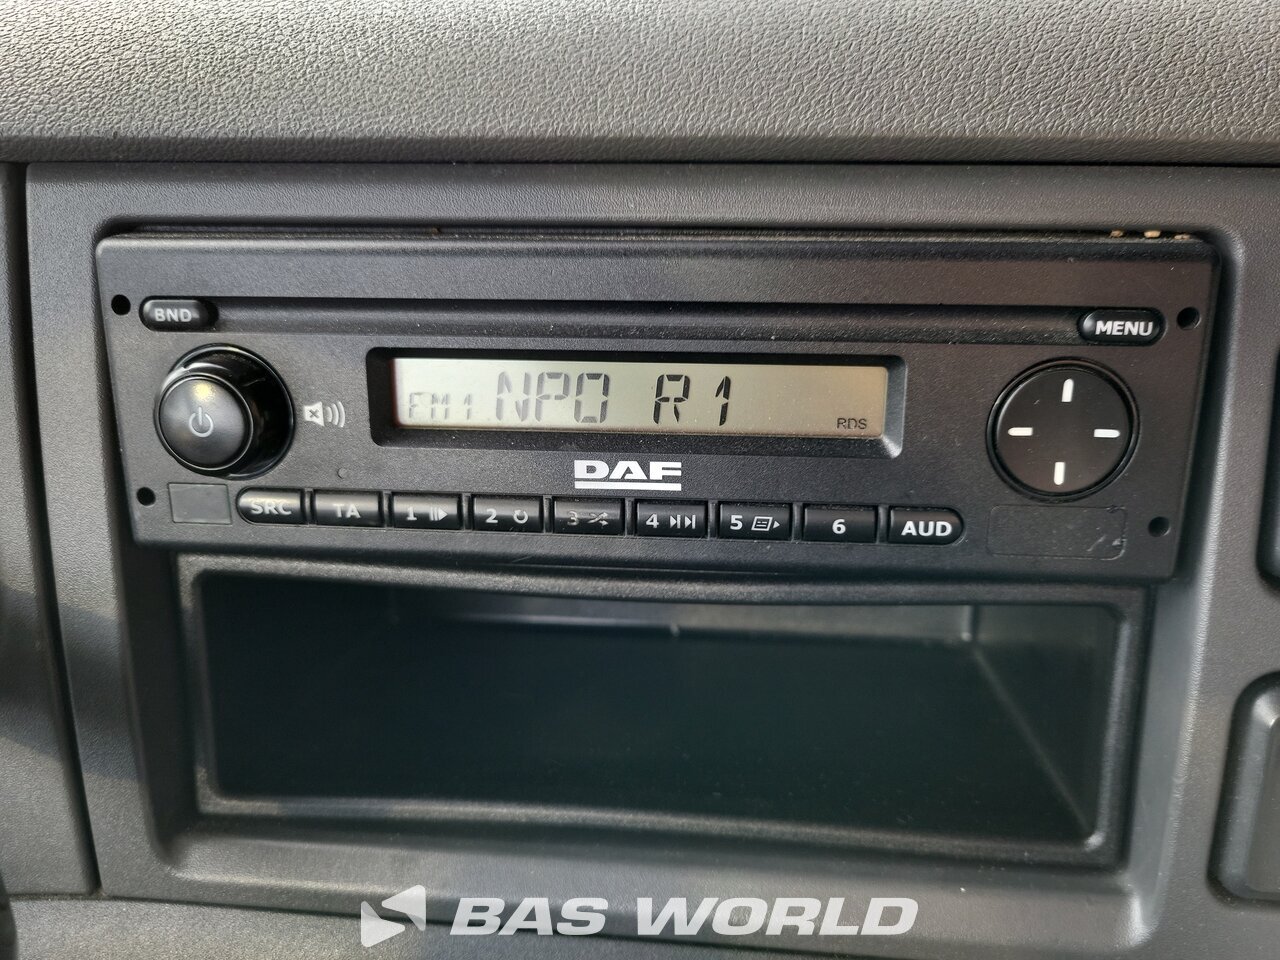 BND
MENU
FM1 NPO R1
RDS
DAF
SRC TA 1 2 3 4 5 6 AUD
BAS WORLD